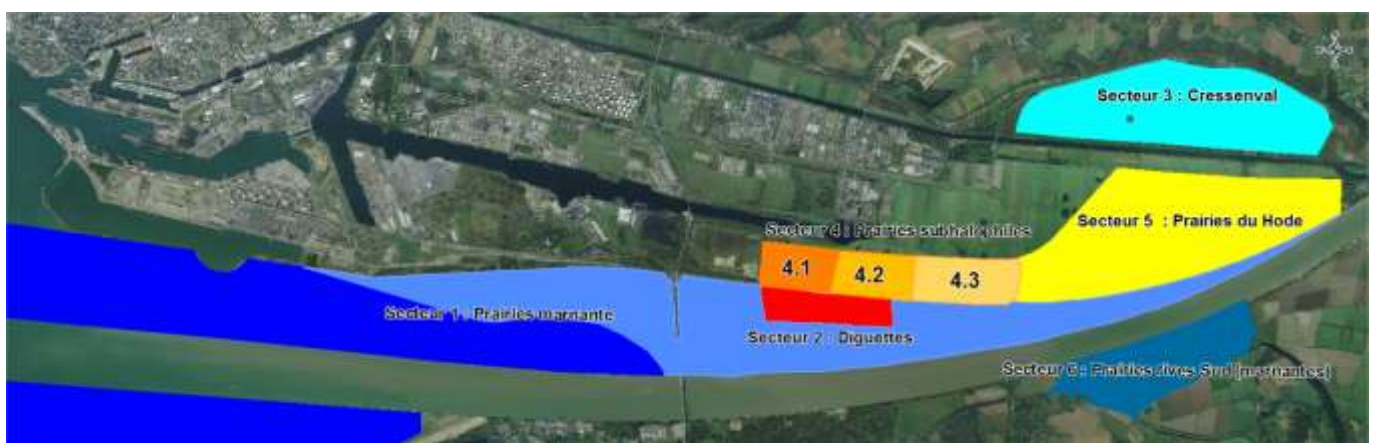 Secteur 3 : Cressenval
Secteur 5 : Prairies du Hode
Secteur 4 : Prairies subhalophiles
4.1
4.2
4.3
Secteur 1 : Prairies marnante
Secteur 2 : Diguettes
Secteur 6 : Prairies rives Sud (marnantes)